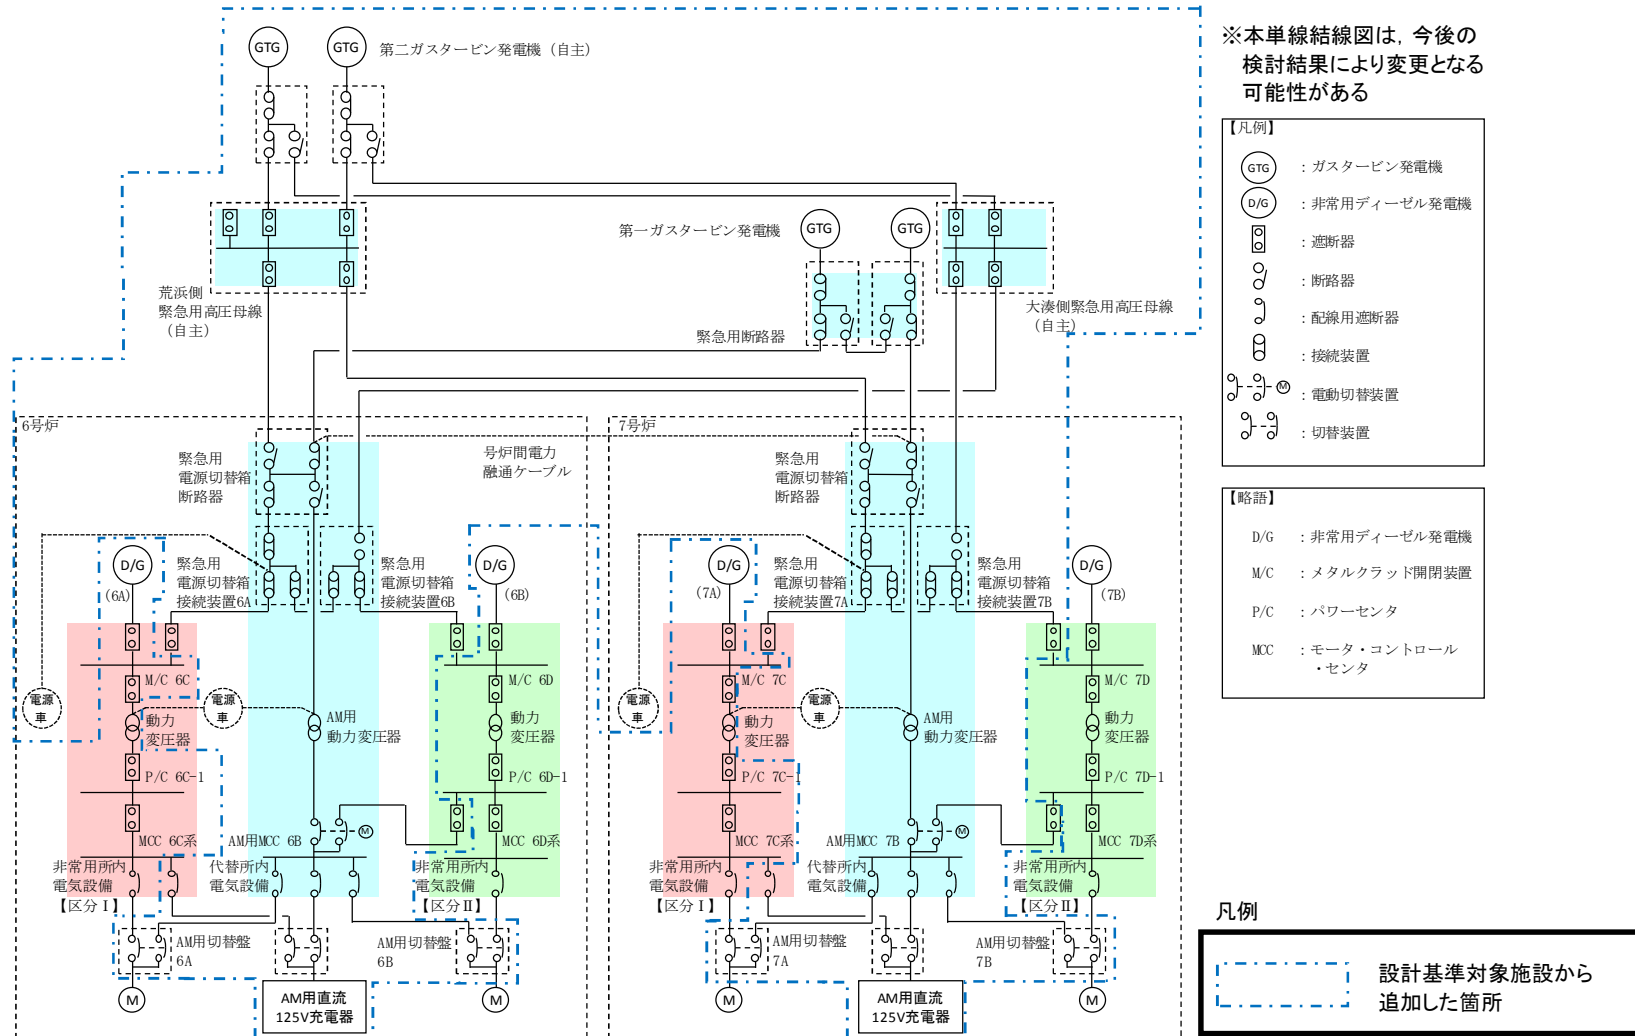 GTG
GTG
第二ガスタービン発電機（自主）
※本単線結線図は，今後の
検討結果により変更となる
可能性がある
【凡例】
GTG
：ガスタービン発電機
D/G
：非常用ディーゼル発電機
：遮断器
：断路器
：配線用遮断器
：接続装置
M
：電動切替装置
：切替装置
【略語】
D/G ：非常用ディーゼル発電機
M/C ：メタルクラッド開閉装置
P/C ：パワーセンタ
MCC ：モータ・コントロール
・センタ
第一ガスタービン発電機
GTG
GTG
荒浜側
緊急用高圧母線
（自主）
緊急用断路器
大湊側緊急用高圧母線
（自主）
6号炉
緊急用
電源切替箱
断路器
号炉間電力
融通ケーブル
D/G
(6A)
緊急用
電源切替箱
接続装置6A
緊急用
電源切替箱
接続装置6B
D/G
(6B)
M/C 6C
M/C 6D
電源
車
動力
変圧器
電源
車
AM用
動力変圧器
動力
変圧器
P/C 6C-1
P/C 6D-1
MCC 6C系
AM用MCC 6B
M
MCC 6D系
非常用所内
電気設備
【区分Ⅰ】
代替所内
電気設備
非常用所内
電気設備
【区分Ⅱ】
AM用切替盤
6A
AM用切替盤
6B
M
AM用直流
125V充電器
M
7号炉
緊急用
電源切替箱
断路器
D/G
(7A)
緊急用
電源切替箱
接続装置7A
緊急用
電源切替箱
接続装置7B
D/G
(7B)
M/C 7C
M/C 7D
電源
車
動力
変圧器
電源
車
AM用
動力変圧器
動力
変圧器
P/C 7C-1
P/C 7D-1
MCC 7C系
AM用MCC 7B
M
MCC 7D系
非常用所内
電気設備
【区分Ⅰ】
代替所内
電気設備
非常用所内
電気設備
【区分Ⅱ】
AM用切替盤
7A
AM用切替盤
7B
M
AM用直流
125V充電器
M
凡例
設計基準対象施設から
追加した箇所